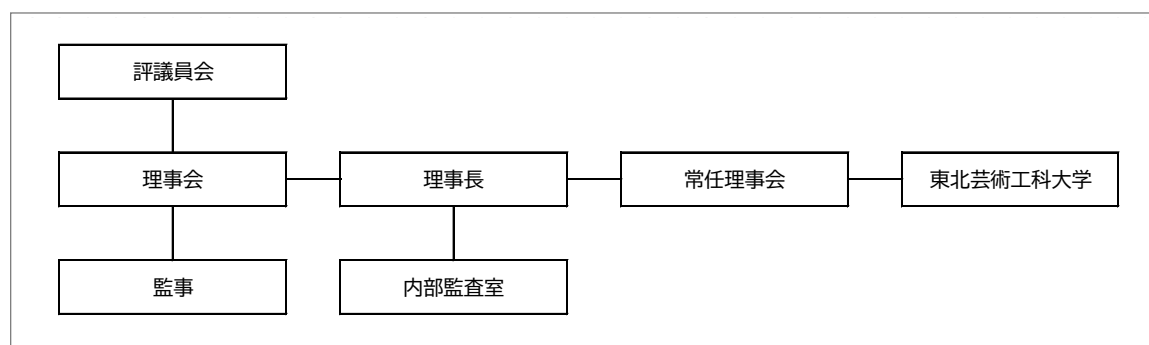 評議員会
理事会
理事長
常任理事会
東北芸術工科大学
監事
内部監査室